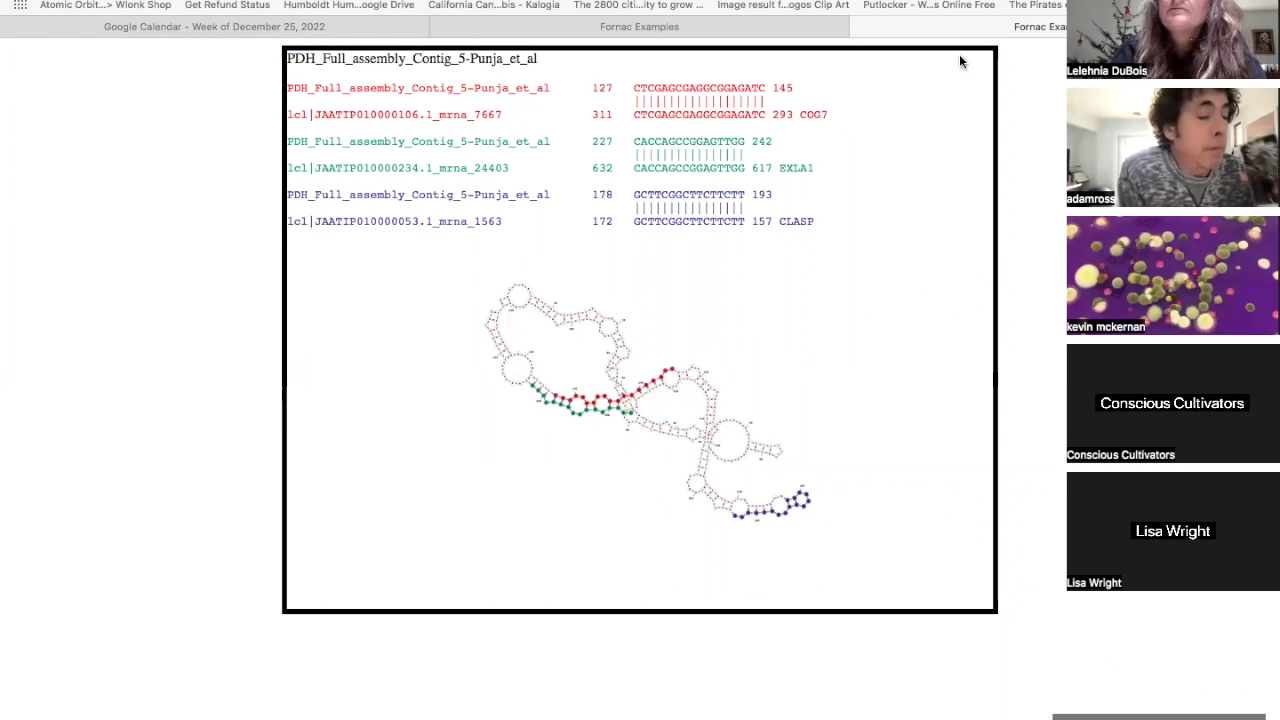 Atomic Orbit...> Wlonk Shop Get Refund Status Humboldt Hum...oogle Drive California Can...bis - Kalogia The 2800 citi...ity to grow ... Image result f...ogos Clip Art Putlocker - W...s Online Free The Pirates
Google Calendar - Week of December 25, 2022 Fornac Examples Fornac Exa
PDH_Full_assembly_Contig_5-Punja_et_al
PDH_Full_assembly_Contig_5-Punja_et_al 127 CTCGAGCGAGGCGGAGATC 145
|||||||||||||||||||
lcl|JAATIP010000106.1_mrna_7667 311 CTCGAGCGAGGCGGAGATC 293 COG7
PDH_Full_assembly_Contig_5-Punja_et_al 227 CACCAGCCGGAGTTGG 242
||||||||||||||||
lcl|JAATIP010000234.1_mrna_24403 632 CACCAGCCGGAGTTGG 617 EXLA1
PDH_Full_assembly_Contig_5-Punja_et_al 178 GCTTCGGCTTCTTCTT 193
||||||||||||||||
lcl|JAATIP010000053.1_mrna_1563 172 GCTTCGGCTTCTTCTT 157 CLASP
Lelehnia DuBois
adamross
kevin mckernan
Conscious Cultivators
Conscious Cultivators
Lisa Wright
Lisa Wright